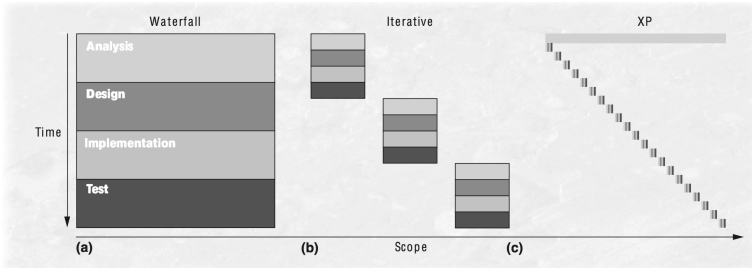 Waterfall
Iterative
XP
Analysis
Design
Time
Implementation
Test
(a)
(b)
Scope
(c)